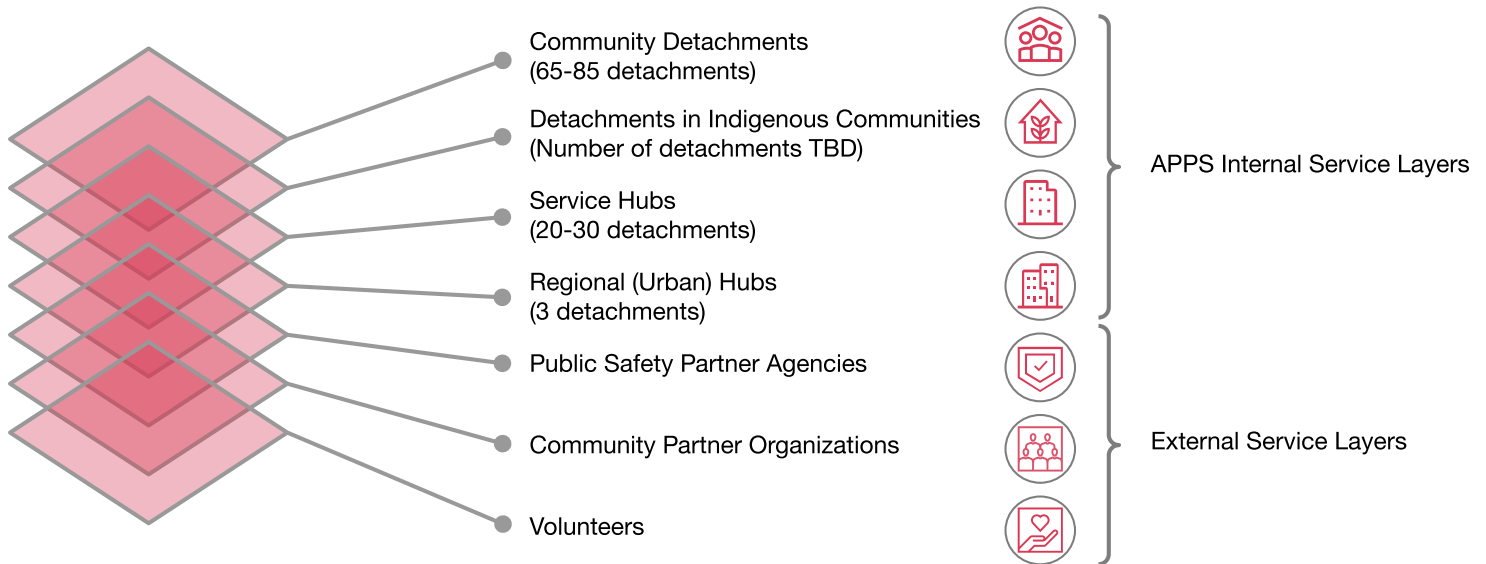 Community Detachments
(65-85 detachments)
Detachments in Indigenous Communities
(Number of detachments TBD)
Service Hubs
(20-30 detachments)
Regional (Urban) Hubs
(3 detachments)
Public Safety Partner Agencies
Community Partner Organizations
Volunteers
APPS Internal Service Layers
External Service Layers